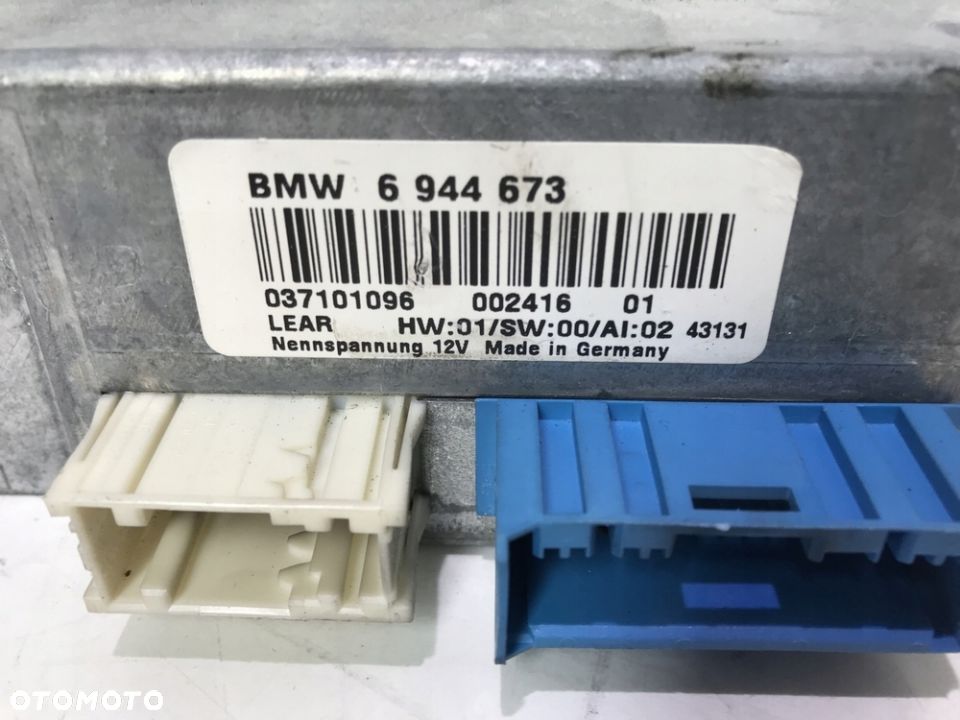 BMW 6 944 673
037101096 002416 01
LEAR HW:01/SW:00/AI:02 43131
Nennspannung 12V Made in Germany
OTOMOTO